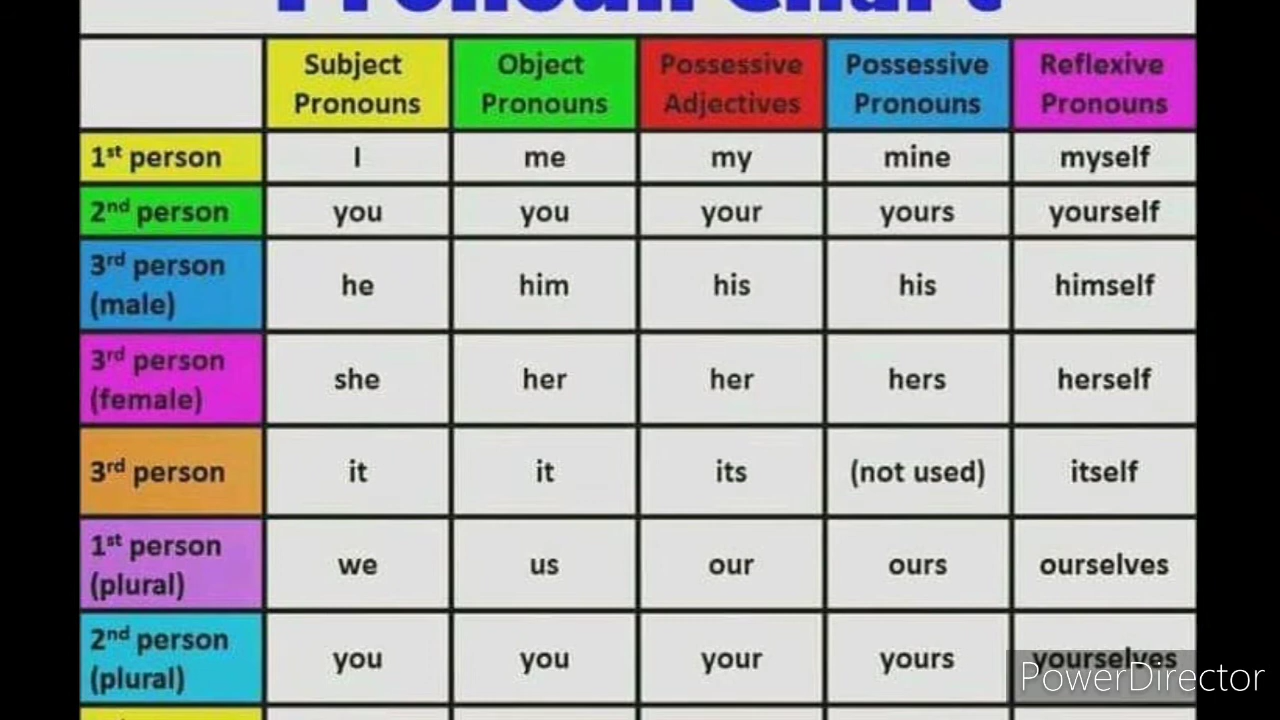 Pronoun Chart
Subject Pronouns | Object Pronouns | Possessive Adjectives | Possessive Pronouns | Reflexive Pronouns
1st person | I | me | my | mine | myself
2nd person | you | you | your | yours | yourself
3rd person (male) | he | him | his | his | himself
3rd person (female) | she | her | her | hers | herself
3rd person | it | it | its | (not used) | itself
1st person (plural) | we | us | our | ours | ourselves
2nd person (plural) | you | you | your | yours | yourselves
PowerDirector